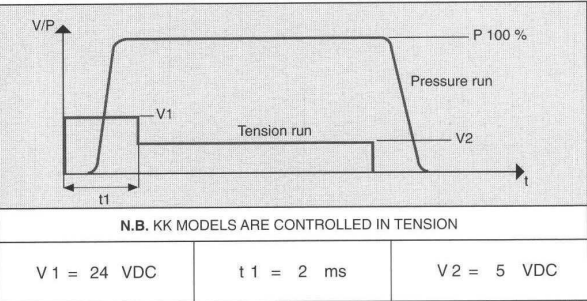 V/P
P 100 %
Pressure run
V1
Tension run
V2
t1
t
N.B. KK MODELS ARE CONTROLLED IN TENSION
V 1 = 24 VDC
t 1 = 2 ms
V 2 = 5 VDC